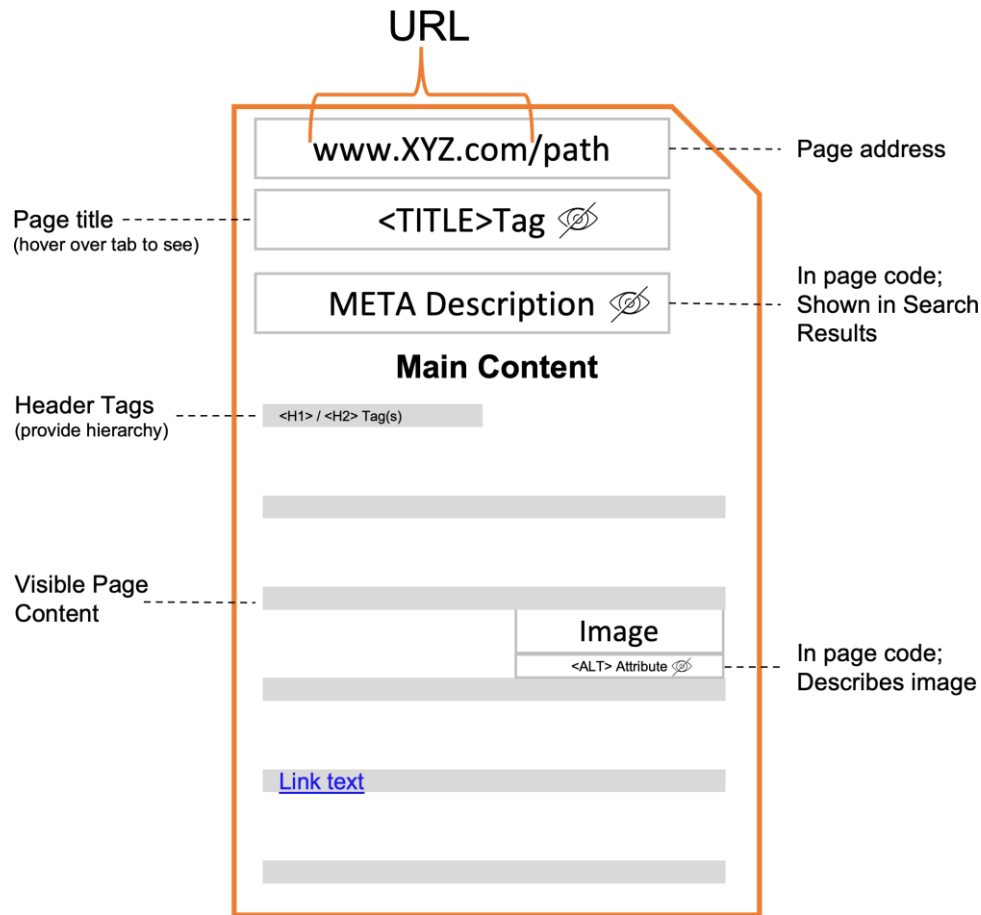 URL
www.XYZ.com/path
Page address
Page title
(hover over tab to see)
<TITLE>Tag
META Description
In page code;
Shown in Search
Results
Main Content
Header Tags
(provide hierarchy)
<H1> / <H2> Tag(s)
Visible Page
Content
Image
<ALT> Attribute
In page code;
Describes image
Link text